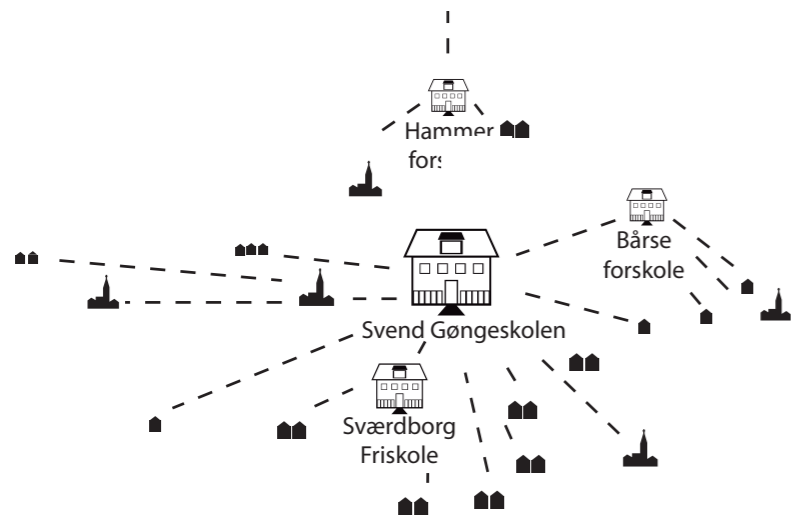 Hammer
Bårse
forskole
Svend Gøngeskolen
Sværdborg
Friskole